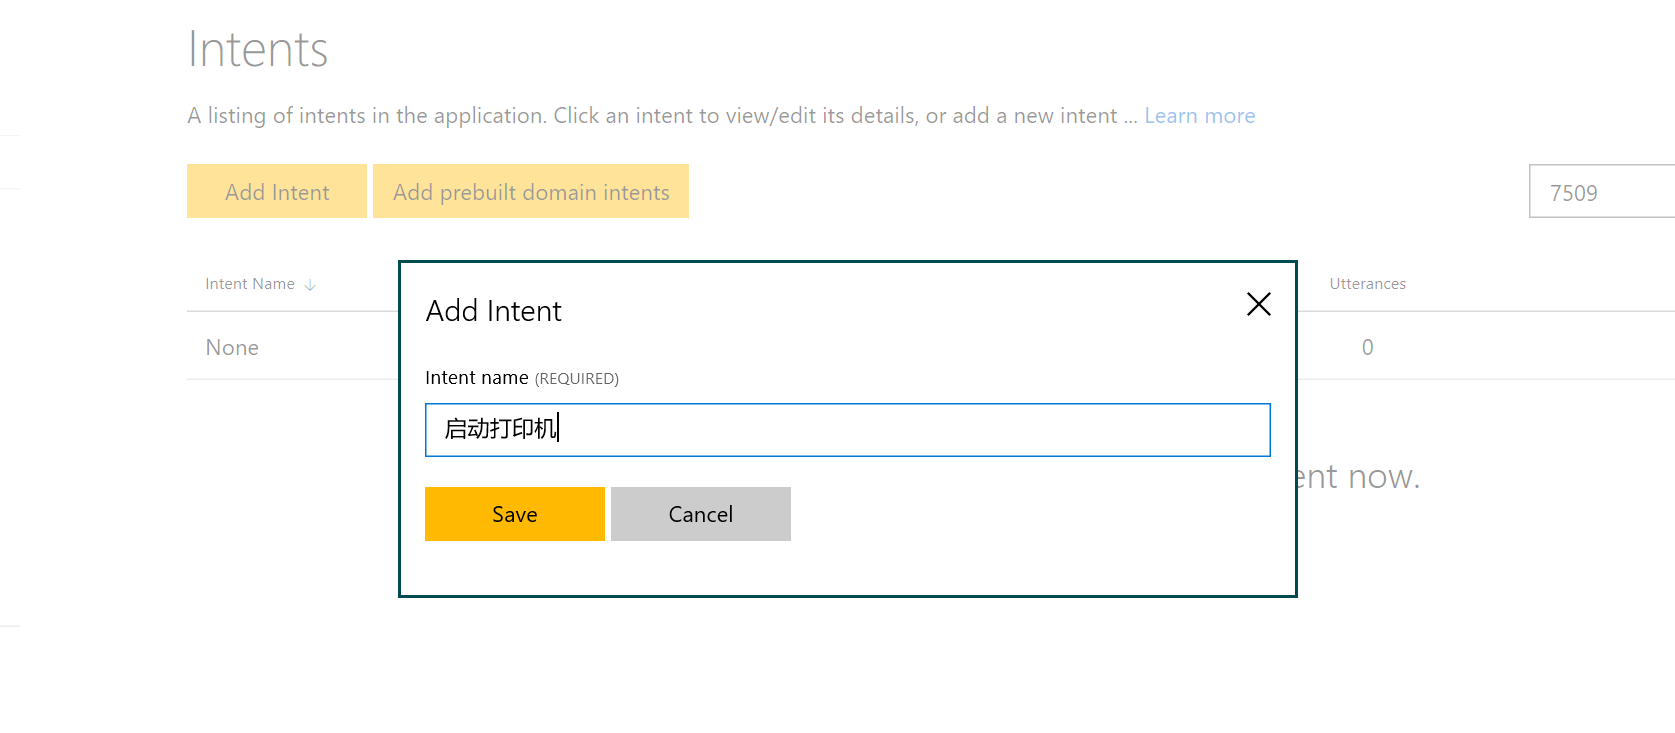 Intents
A listing of intents in the application. Click an intent to view/edit its details, or add a new intent ... Learn more
Add Intent
Add prebuilt domain intents
7509
Intent Name ↓
Utterances
None
0
Add Intent
Intent name (REQUIRED)
启动打印机
ent now.
Save
Cancel